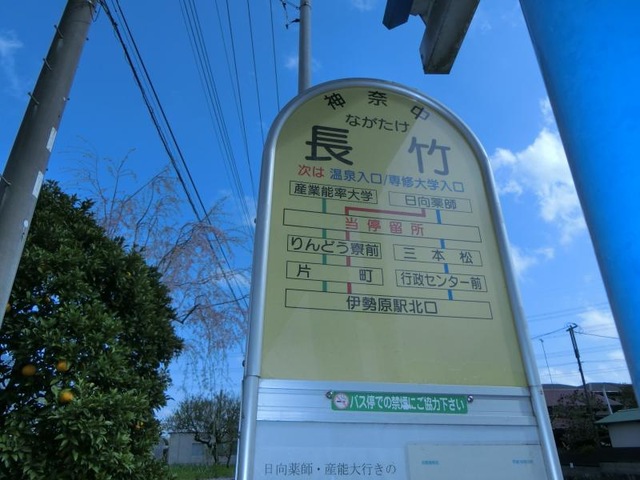 神奈中
ながたけ
長竹
次は 温泉入口/専修大学入口
産業能率大学 日向薬師
当停留所
りんどう寮前 三本松
片町 行政センター前
伊勢原駅北口
バス停での禁煙にご協力下さい
日向薬師・産能大行きの